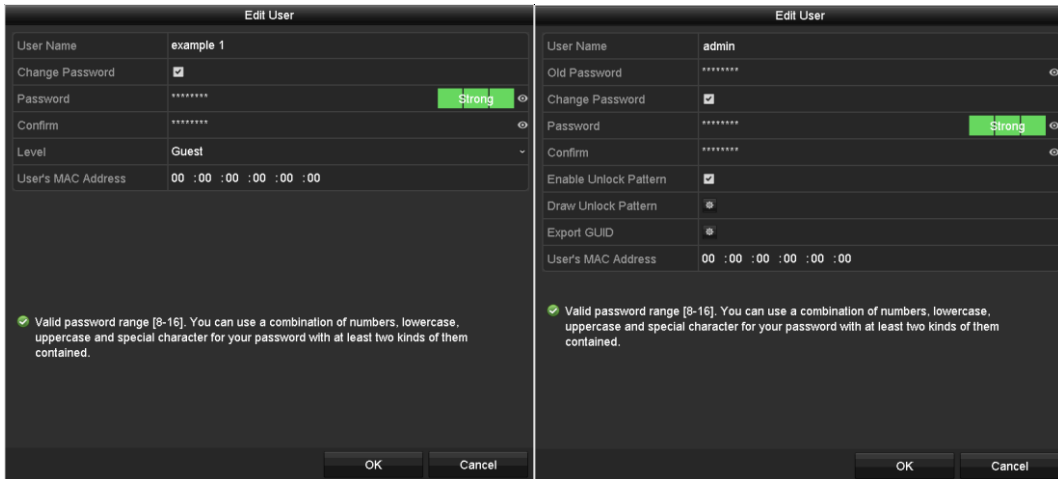 Edit User
User Name example 1
Change Password
Password ******** Strong
Confirm ********
Level Guest
User's MAC Address 00 :00 :00 :00 :00 :00
Valid password range [8-16]. You can use a combination of numbers, lowercase,
uppercase and special character for your password with at least two kinds of them
contained.
OK Cancel
Edit User
User Name admin
Old Password ********
Change Password
Password ******** Strong
Confirm ********
Enable Unlock Pattern
Draw Unlock Pattern
Export GUID
User's MAC Address 00 :00 :00 :00 :00 :00
Valid password range [8-16]. You can use a combination of numbers, lowercase,
uppercase and special character for your password with at least two kinds of them
contained.
OK Cancel